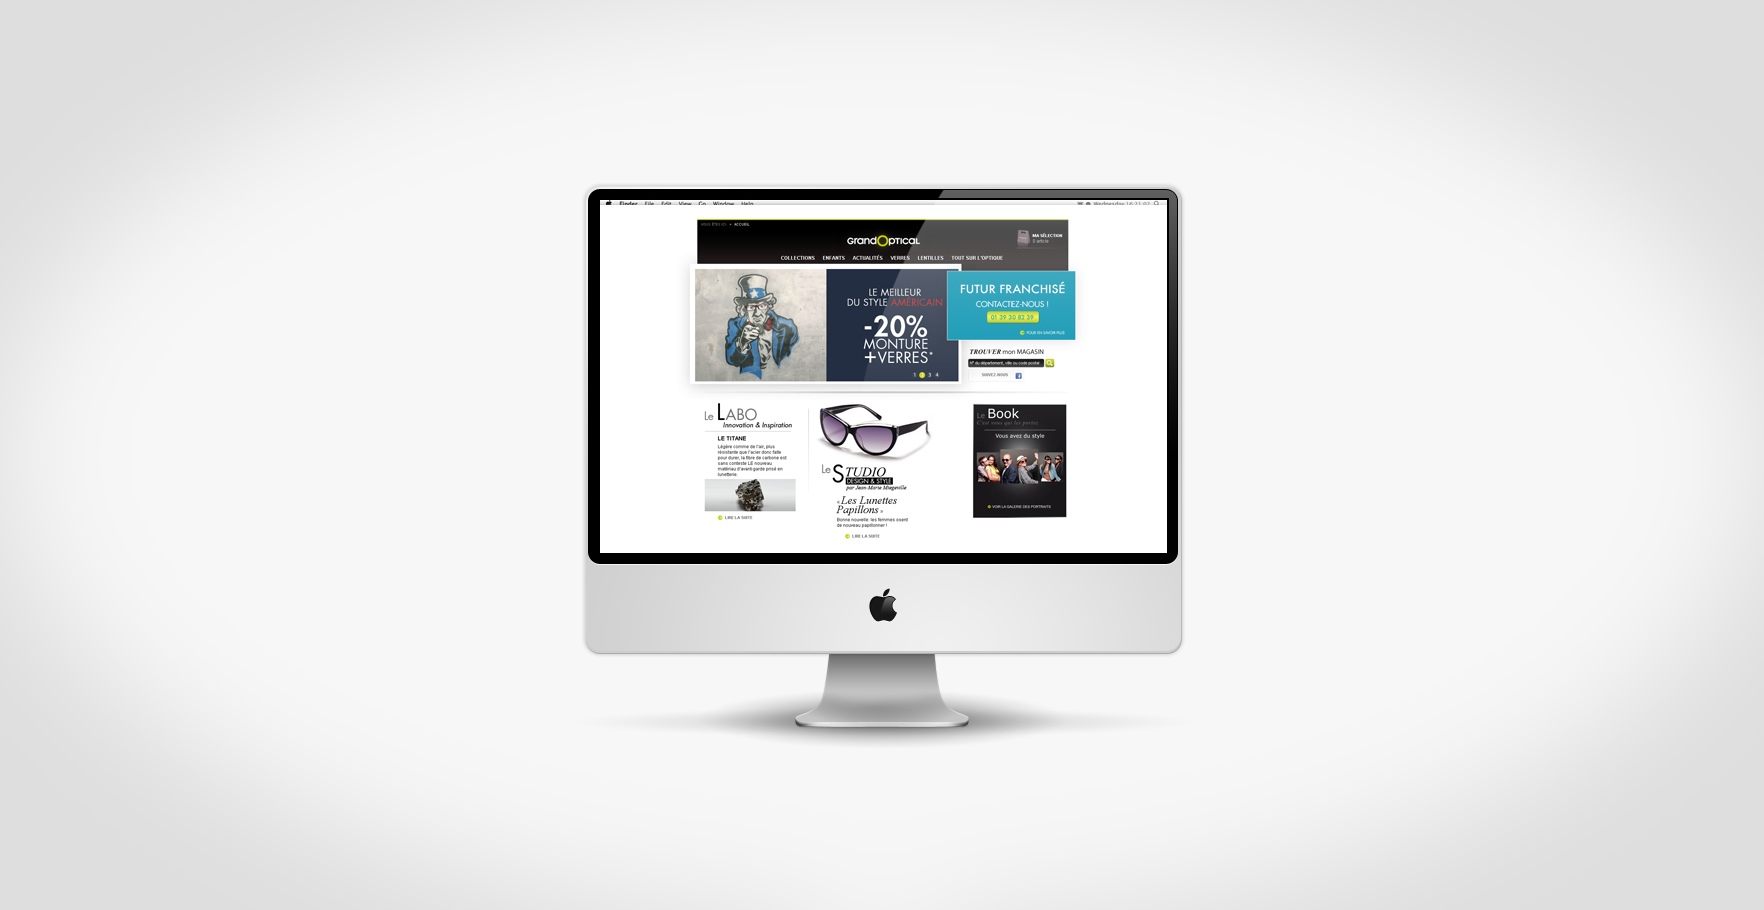 Finder File Edit View Go Window Help
Wednesday
VOUS ÊTES ICI > ACCUEIL
GrandOptical
MA SÉLECTION
0 article
COLLECTIONS ENFANTS ACTUALITÉS VERRES LENTILLES TOUT SUR L'OPTIQUE
LE MEILLEUR
DU STYLE AMÉRICAIN
-20%
MONTURE
+VERRES*
1 3 4
FUTUR FRANCHISÉ
CONTACTEZ-NOUS !
01 39 30 82 39
POUR EN SAVOIR PLUS
TROUVER mon MAGASIN
N° du département, ville ou code postal
SUIVEZ-NOUS
Le LABO
Innovation & Inspiration
LE TITANE
Légère comme de l'air, plus
résistante que l'acier donc faite
pour durer, la fibre de carbone est
sans conteste LE nouveau
matériau d'avant-garde prisé en
lunetterie.
LIRE LA SUITE
Le STUDIO
DESIGN & STYLE
par Jean-Marie Miageville
« Les Lunettes
Papillons »
Bonne nouvelle: les femmes osent
de nouveau papillonner !
LIRE LA SUITE
Le Book
C'est vous qui les portez
Vous avez du style
VOIR LA GALERIE DES PORTRAITS